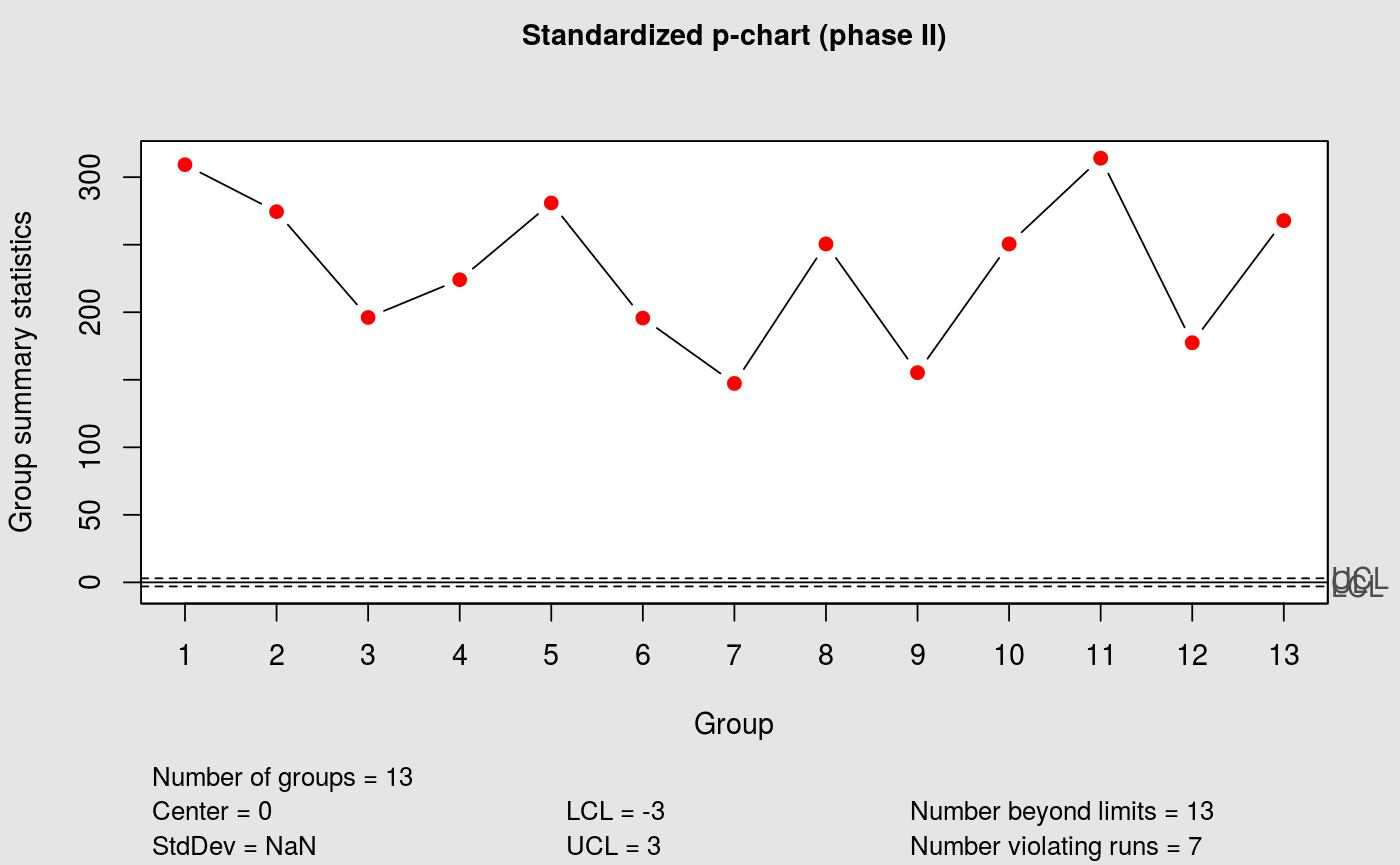 Standardized p-chart (phase II)
Group summary statistics
300
200
100
50
0
UCL
LCL
1 2 3 4 5 6 7 8 9 10 11 12 13
Group
Number of groups = 13
Center = 0 LCL = -3 Number beyond limits = 13
StdDev = NaN UCL = 3 Number violating runs = 7